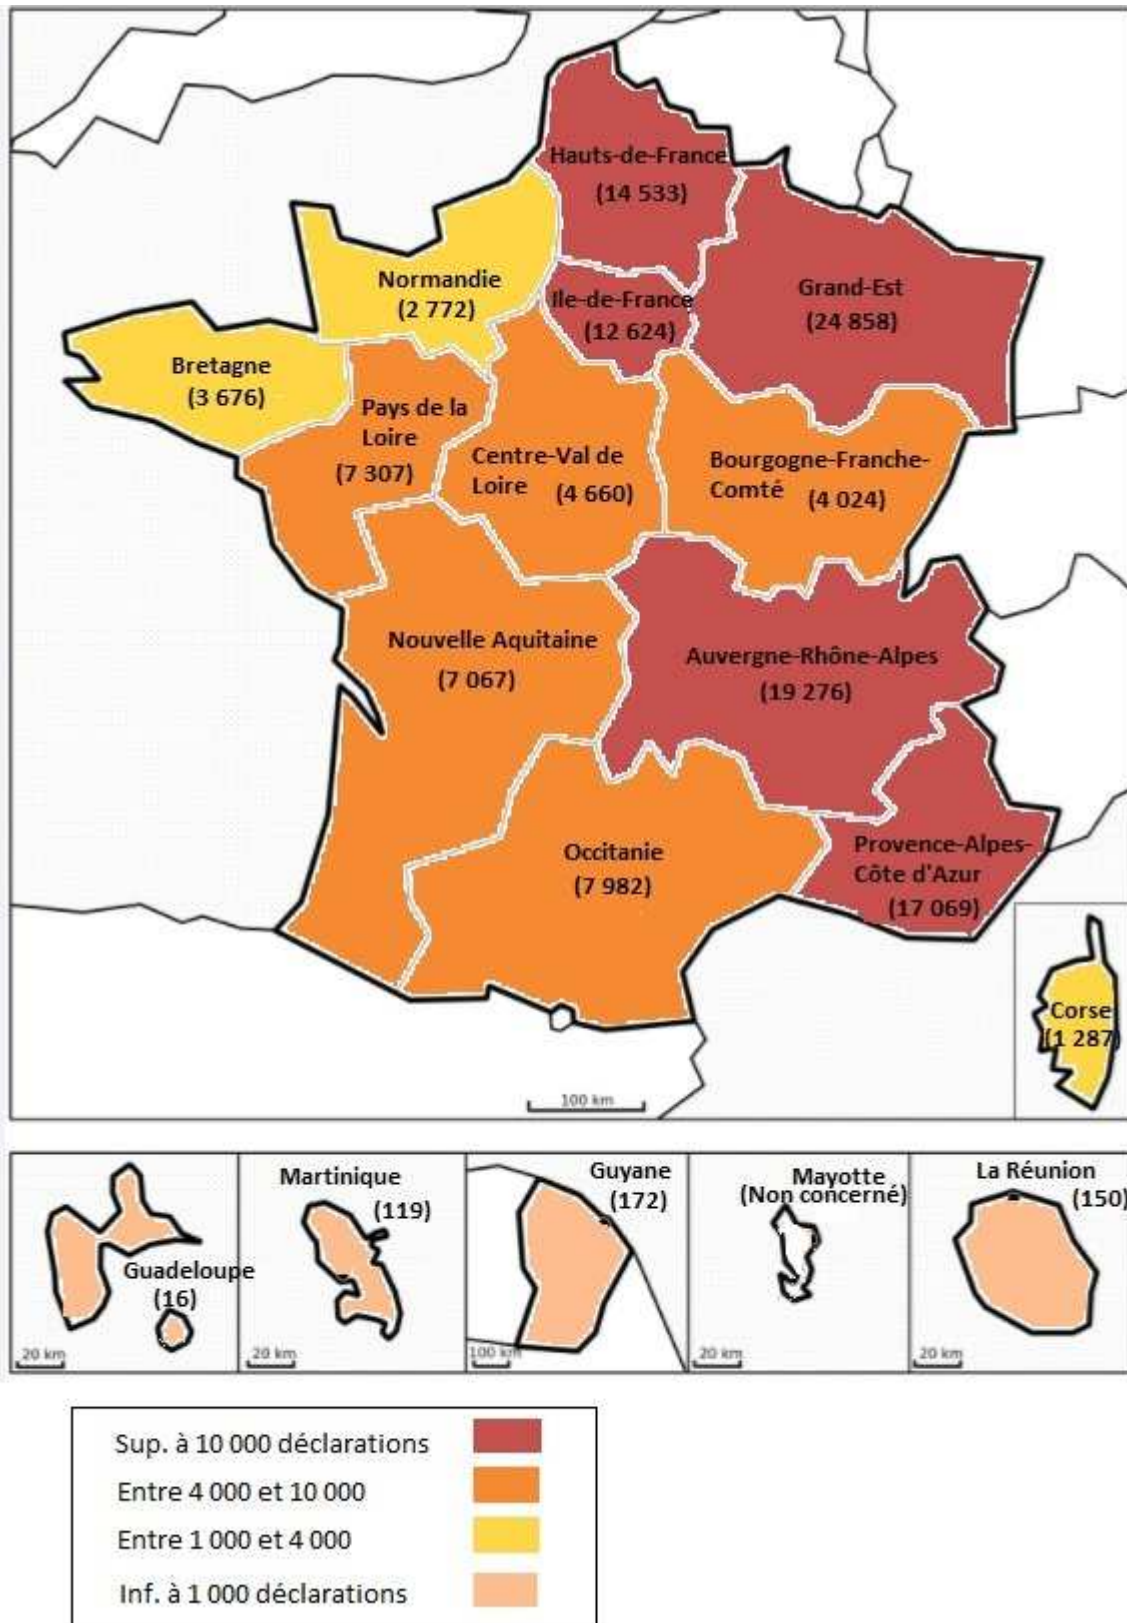 Hauts-de-France
(14 533)
Normandie
(2 772)
Ile-de-France
(12 624)
Grand-Est
(24 858)
Bretagne
(3 676)
Pays de la
Loire
(7 307)
Centre-Val de
Loire (4 660)
Bourgogne-Franche-
Comté (4 024)
Nouvelle Aquitaine
(7 067)
Auvergne-Rhône-Alpes
(19 276)
Occitanie
(7 982)
Provence-Alpes-
Côte d'Azur
(17 069)
Corse
(1 287)
100 km
Guadeloupe
(16)
20 km
Martinique
(119)
20 km
Guyane
(172)
100 km
Mayotte
(Non concerné)
20 km
La Réunion
(150)
20 km
Sup. à 10 000 déclarations
Entre 4 000 et 10 000
Entre 1 000 et 4 000
Inf. à 1 000 déclarations